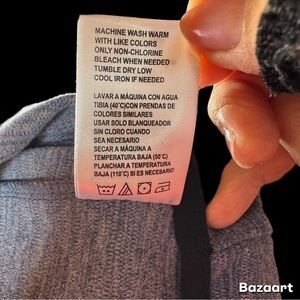 MACHINE WASH WARM
WITH LIKE COLORS
ONLY NON-CHLORINE
BLEACH WHEN NEEDED
TUMBLE DRY LOW
COOL IRON IF NEEDED
LAVAR A MÁQUINA CON AGUA
TIBIA (40°C)CON PRENDAS DE
COLORES SIMILARES
USAR SOLO BLANQUEADOR
SIN CLORO CUANDO
SEA NECESARIO
SECAR A MÁQUINA A
TEMPERATURA BAJA (50°C)
PLANCHAR A TEMPERATURA
BAJA (110°C) SI ES NECESARIO
Bazaart